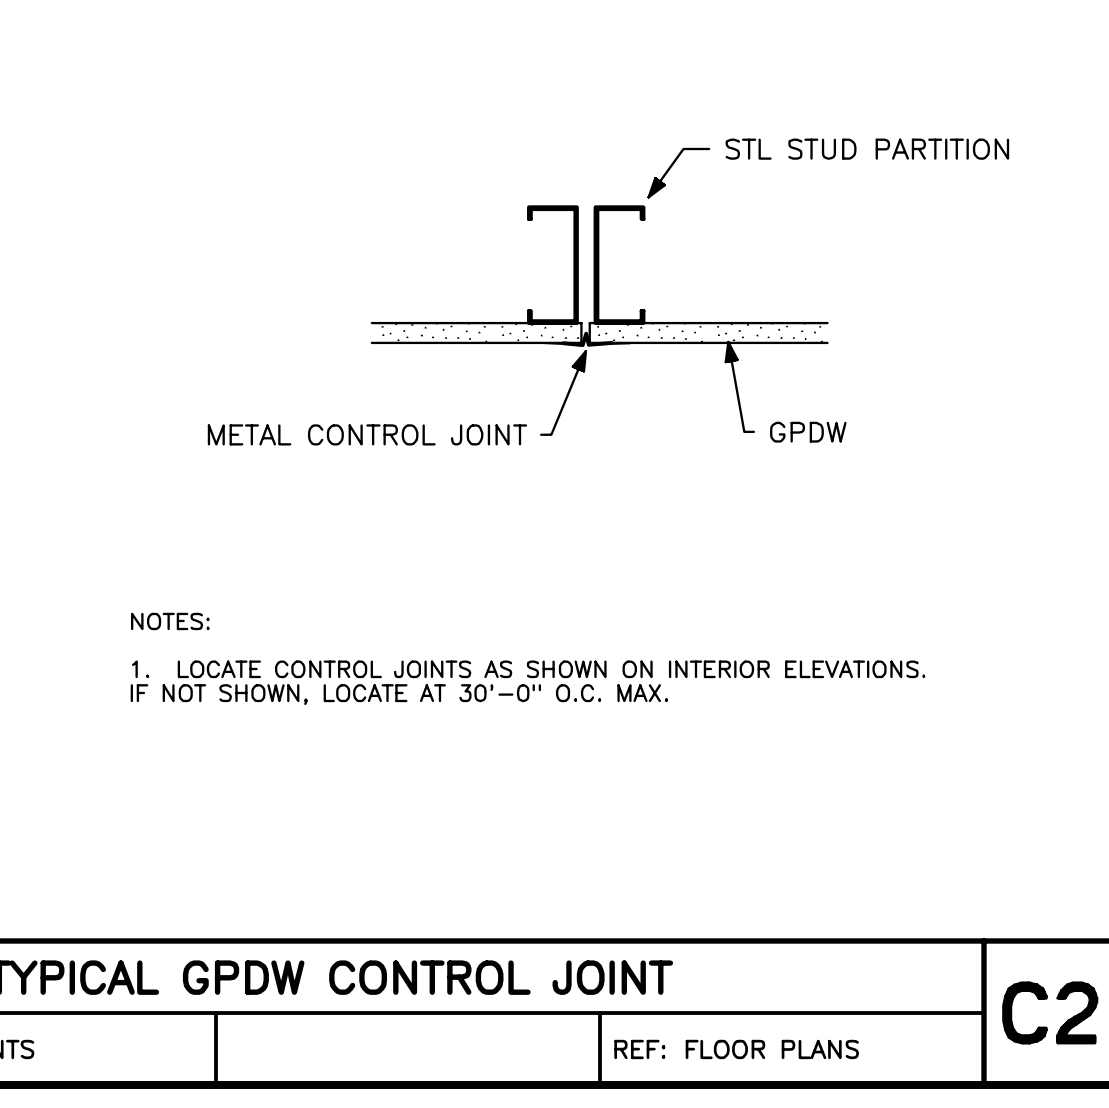 STL STUD PARTITION
METAL CONTROL JOINT
GPDW
NOTES:
1. LOCATE CONTROL JOINTS AS SHOWN ON INTERIOR ELEVATIONS.
IF NOT SHOWN, LOCATE AT 30'-0" O.C. MAX.
TYPICAL GPDW CONTROL JOINT
C2
NTS
REF: FLOOR PLANS